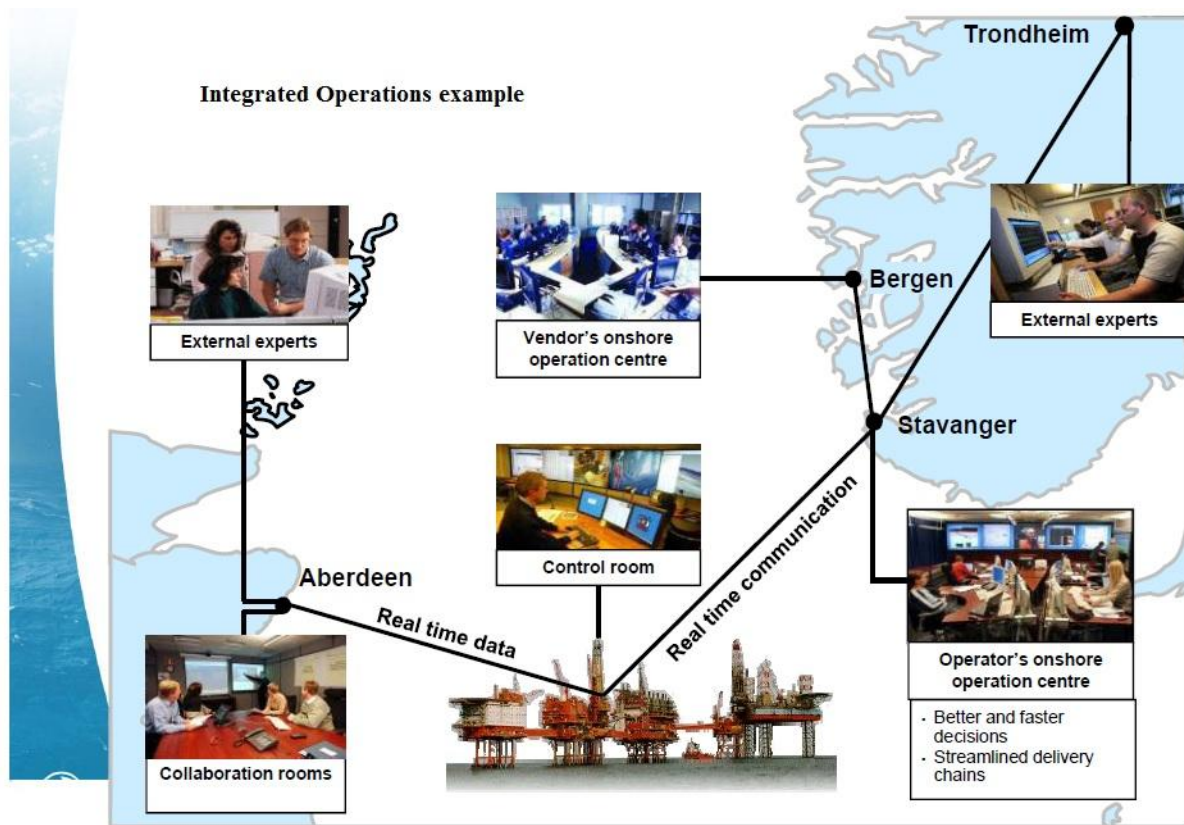 Integrated Operations example
Trondheim
External experts
Vendor's onshore
operation centre
Bergen
External experts
Stavanger
Control room
Aberdeen
Real time data
Real time communication
Collaboration rooms
Operator's onshore
operation centre
· Better and faster
decisions
· Streamlined delivery
chains